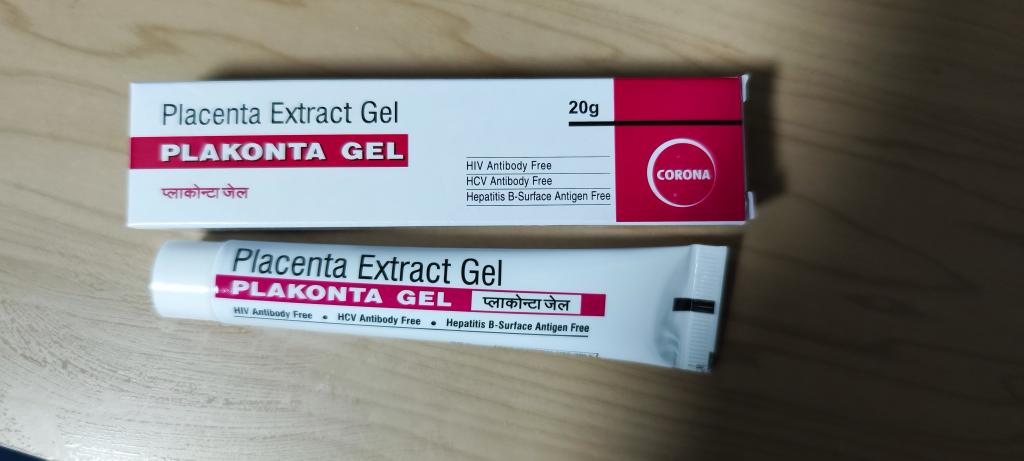 Placenta Extract Gel
PLAKONTA GEL
प्लाकोन्टा जेल
20g
HIV Antibody Free
HCV Antibody Free
Hepatitis B-Surface Antigen Free
CORONA
Placenta Extract Gel
PLAKONTA GEL प्लाकोन्टा जेल
HIV Antibody Free • HCV Antibody Free • Hepatitis B-Surface Antigen Free